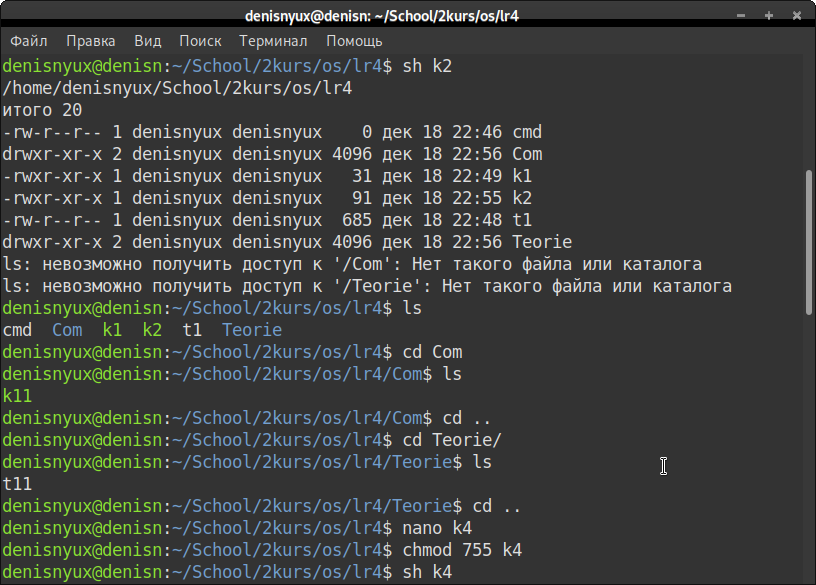 denisnyux@denisn: ~/School/2kurs/os/lr4
Файл Правка Вид Поиск Терминал Помощь
denisnyux@denisn:~/School/2kurs/os/lr4$ sh k2
/home/denisnyux/School/2kurs/os/lr4
итого 20
-rw-r--r-- 1 denisnyux denisnyux    0 дек 18 22:46 cmd
drwxr-xr-x 2 denisnyux denisnyux 4096 дек 18 22:56 Com
-rwxr-xr-x 1 denisnyux denisnyux   31 дек 18 22:49 k1
-rwxr-xr-x 1 denisnyux denisnyux   91 дек 18 22:55 k2
-rw-r--r-- 1 denisnyux denisnyux  685 дек 18 22:48 t1
drwxr-xr-x 2 denisnyux denisnyux 4096 дек 18 22:56 Teorie
ls: невозможно получить доступ к '/Com': Нет такого файла или каталога
ls: невозможно получить доступ к '/Teorie': Нет такого файла или каталога
denisnyux@denisn:~/School/2kurs/os/lr4$ ls
cmd  Com  k1  k2  t1  Teorie
denisnyux@denisn:~/School/2kurs/os/lr4$ cd Com
denisnyux@denisn:~/School/2kurs/os/lr4/Com$ ls
k11
denisnyux@denisn:~/School/2kurs/os/lr4/Com$ cd ..
denisnyux@denisn:~/School/2kurs/os/lr4$ cd Teorie/
denisnyux@denisn:~/School/2kurs/os/lr4/Teorie$ ls
t11
denisnyux@denisn:~/School/2kurs/os/lr4/Teorie$ cd ..
denisnyux@denisn:~/School/2kurs/os/lr4$ nano k4
denisnyux@denisn:~/School/2kurs/os/lr4$ chmod 755 k4
denisnyux@denisn:~/School/2kurs/os/lr4$ sh k4